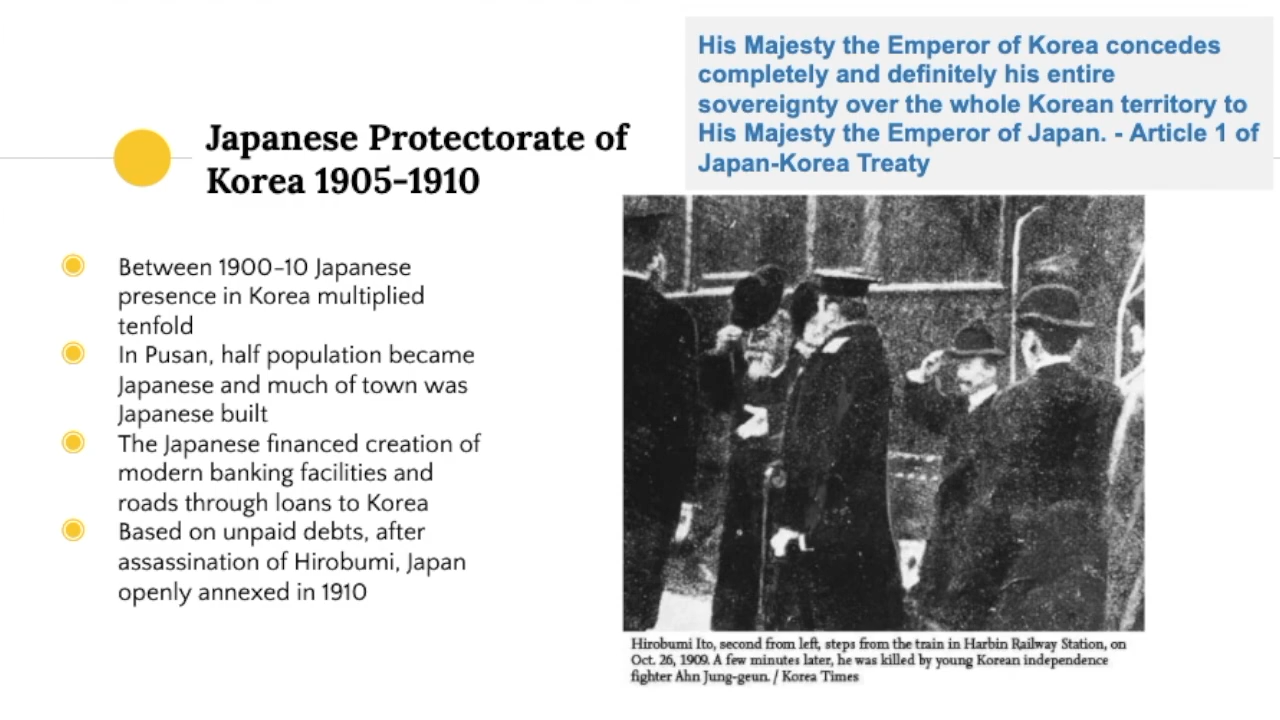 His Majesty the Emperor of Korea concedes
completely and definitely his entire
sovereignty over the whole Korean territory to
His Majesty the Emperor of Japan. - Article 1 of
Japan-Korea Treaty
Japanese Protectorate of
Korea 1905-1910
Between 1900-10 Japanese
presence in Korea multiplied
tenfold
In Pusan, half population became
Japanese and much of town was
Japanese built
The Japanese financed creation of
modern banking facilities and
roads through loans to Korea
Based on unpaid debts, after
assassination of Hirobumi, Japan
openly annexed in 1910
Hirobumi Ito, second from left, steps from the train in Harbin Railway Station, on
Oct. 26, 1909. A few minutes later, he was killed by young Korean independence
fighter Ahn Jung-geun. / Korea Times